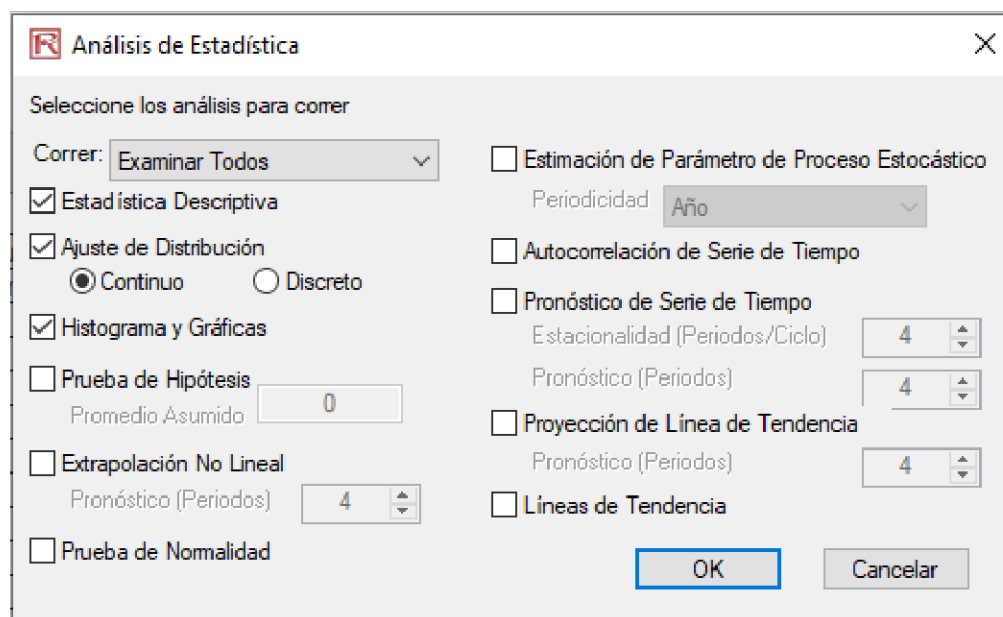 Análisis de Estadística
Seleccione los análisis para correr
Correr: Examinar Todos
Estadística Descriptiva
Ajuste de Distribución
Continuo Discreto
Histograma y Gráficas
Prueba de Hipótesis
Promedio Asumido 0
Extrapolación No Lineal
Pronóstico (Periodos) 4
Prueba de Normalidad
Estimación de Parámetro de Proceso Estocástico
Periodicidad Año
Autocorrelación de Serie de Tiempo
Pronóstico de Serie de Tiempo
Estacionalidad (Periodos/Ciclo) 4
Pronóstico (Periodos) 4
Proyección de Línea de Tendencia
Pronóstico (Periodos) 4
Líneas de Tendencia
OK Cancelar